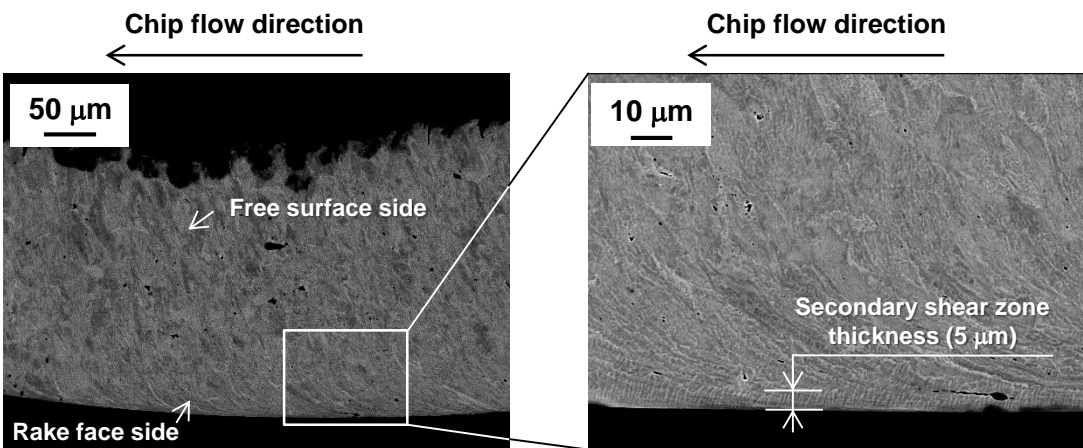 Chip flow direction
50 μm
Free surface side
Rake face side
Chip flow direction
10 μm
Secondary shear zone
thickness (5 μm)